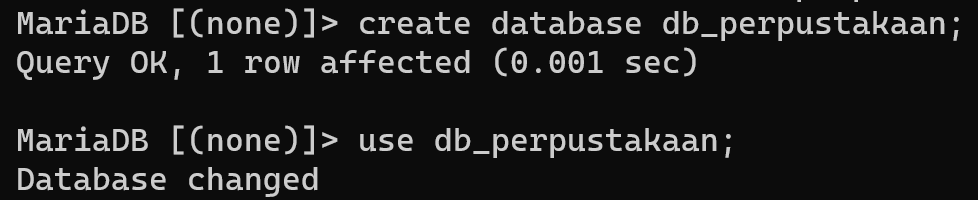 MariaDB [(none)]> create database db_perpustakaan;
Query OK, 1 row affected (0.001 sec)
MariaDB [(none)]> use db_perpustakaan;
Database changed